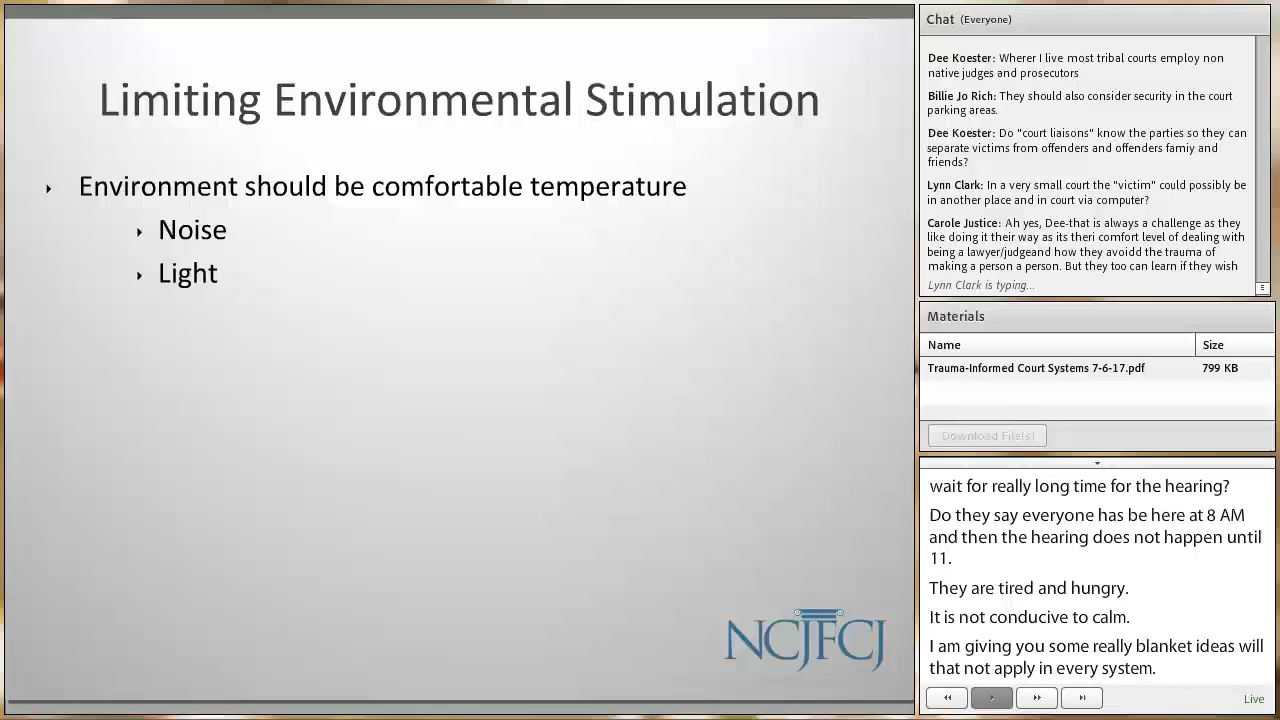 Limiting Environmental Stimulation
Environment should be comfortable temperature
Noise
Light
NCJFCJ
Chat (Everyone)
Dee Koester: Wherer I live most tribal courts employ non
native judges and prosecutors
Billie Jo Rich: They should also consider security in the court
parking areas.
Dee Koester: Do "court liaisons" know the parties so they can
separate victims from offenders and offenders famiy and
friends?
Lynn Clark: In a very small court the "victim" could possibly be
in another place and in court via computer?
Carole Justice: Ah yes, Dee-that is always a challenge as they
like doing it their way as its theri comfort level of dealing with
being a lawyer/judgeand how they avoidd the trauma of
making a person a person. But they too can learn if they wish
Lynn Clark is typing...
Materials
Name Size
Trauma-Informed Court Systems 7-6-17.pdf 799 KB
Download File(s)
wait for really long time for the hearing?
Do they say everyone has be here at 8 AM
and then the hearing does not happen until
11.
They are tired and hungry.
It is not conducive to calm.
I am giving you some really blanket ideas will
that not apply in every system.
Live